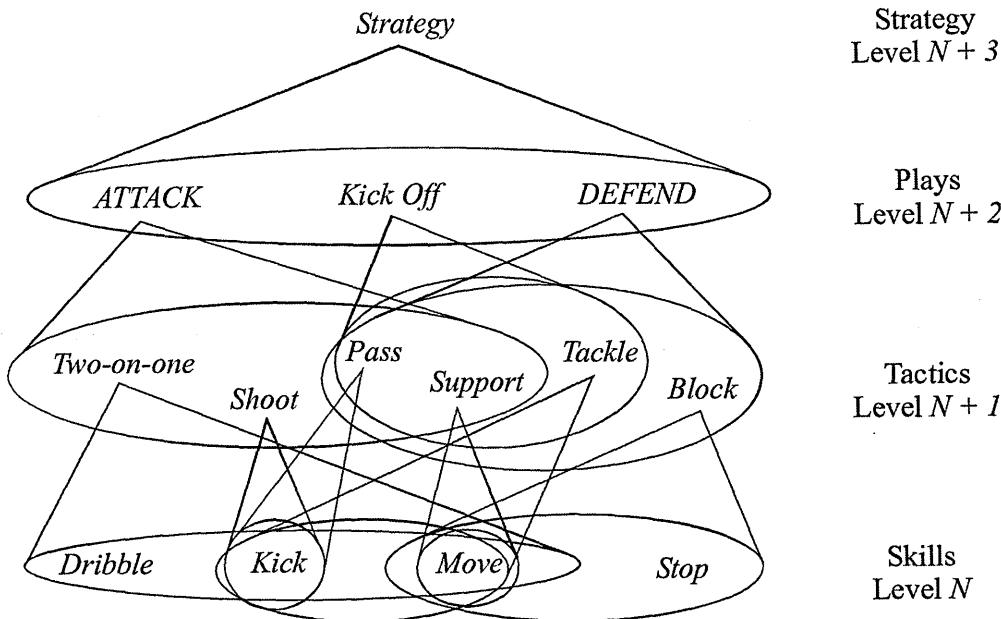 Strategy
Strategy
Level N + 3
ATTACK
Kick Off
DEFEND
Plays
Level N + 2
Two-on-one
Shoot
Pass
Support
Tackle
Block
Tactics
Level N + 1
Dribble
Kick
Move
Stop
Skills
Level N